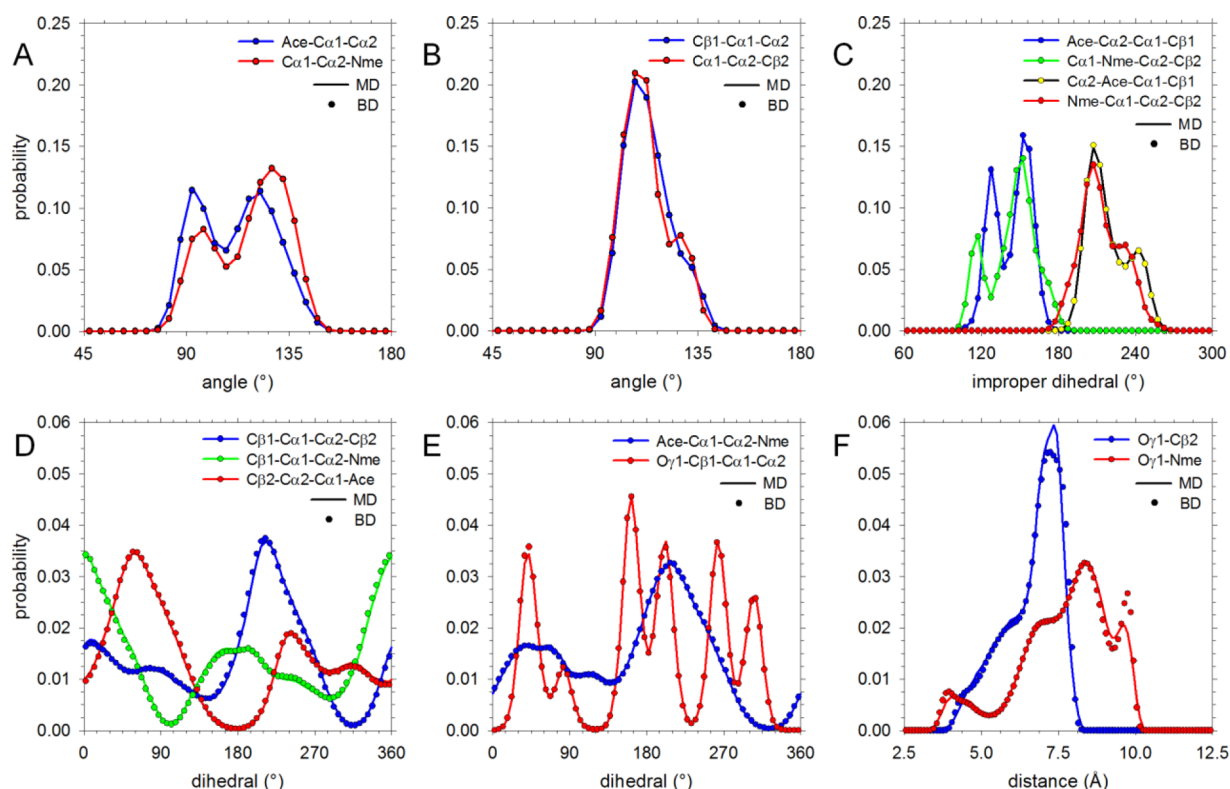 A
Ace-Cα1-Cα2
Cα1-Cα2-Nme
MD
BD
probability
0.25
0.20
0.15
0.10
0.05
0.00
45
90
135
180
angle (°)
B
Cβ1-Cα1-Cα2
Cα1-Cα2-Cβ2
MD
BD
0.25
0.20
0.15
0.10
0.05
0.00
45
90
135
180
angle (°)
C
Ace-Cα2-Cα1-Cβ1
Cα1-Nme-Cα2-Cβ2
Cα2-Ace-Cα1-Cβ1
Nme-Cα1-Cα2-Cβ2
MD
BD
0.25
0.20
0.15
0.10
0.05
0.00
60
120
180
240
300
improper dihedral (°)
D
Cβ1-Cα1-Cα2-Cβ2
Cβ1-Cα1-Cα2-Nme
Cβ2-Cα2-Cα1-Ace
MD
BD
probability
0.06
0.05
0.04
0.03
0.02
0.01
0.00
0
90
180
270
360
dihedral (°)
E
Ace-Cα1-Cα2-Nme
Oγ1-Cβ1-Cα1-Cα2
MD
BD
0.06
0.05
0.04
0.03
0.02
0.01
0.00
0
90
180
270
360
dihedral (°)
F
Oγ1-Cβ2
Oγ1-Nme
MD
BD
0.06
0.05
0.04
0.03
0.02
0.01
0.00
2.5
5.0
7.5
10.0
12.5
distance (Å)